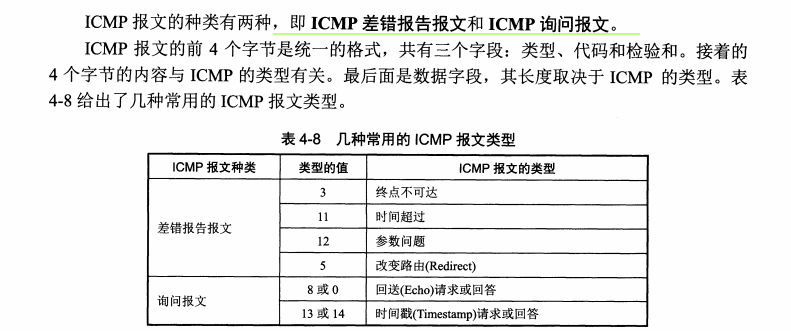 ICMP 报文的种类有两种，即 ICMP 差错报告报文和 ICMP 询问报文。
ICMP 报文的前 4 个字节是统一的格式，共有三个字段：类型、代码和检验和。接着的
4 个字节的内容与 ICMP 的类型有关。最后面是数据字段，其长度取决于 ICMP 的类型。表
4-8 给出了几种常用的 ICMP 报文类型。
表 4-8 几种常用的 ICMP 报文类型
ICMP 报文种类 类型的值 ICMP 报文的类型
差错报告报文 3 终点不可达
11 时间超过
12 参数问题
5 改变路由(Redirect)
询问报文 8 或 0 回送(Echo)请求或回答
13 或 14 时间戳(Timestamp)请求或回答